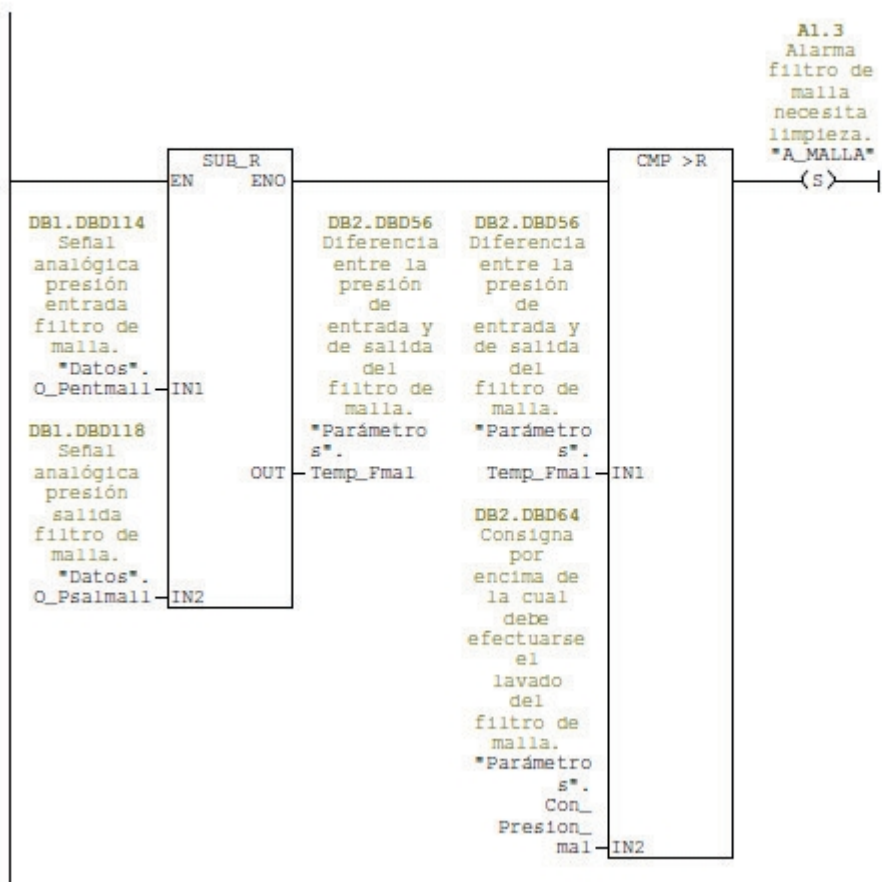 A1.3
Alarma
filtro de
malla
necesita
limpieza.
"A_MALLA"
(S)
SUB_R
EN ENO
CMP >R
DB1.DBD114
Señal
analógica
presión
entrada
filtro de
malla.
"Datos".
O_Pentmall
IN1
DB1.DBD118
Señal
analógica
presión
salida
filtro de
malla.
"Datos".
O_Psalmall
IN2
DB2.DBD56
Diferencia
entre la
presión
de
entrada y
de salida
del
filtro de
malla.
"Parámetro
s".
OUT Temp_Fmal
DB2.DBD56
Diferencia
entre la
presión
de
entrada y
de salida
del
filtro de
malla.
"Parámetro
s".
Temp_Fmal
IN1
DB2.DBD64
Consigna
por
encima de
la cual
debe
efectuarse
el
lavado
del
filtro de
malla.
"Parámetro
s".
Con_
Presion_
mal
IN2